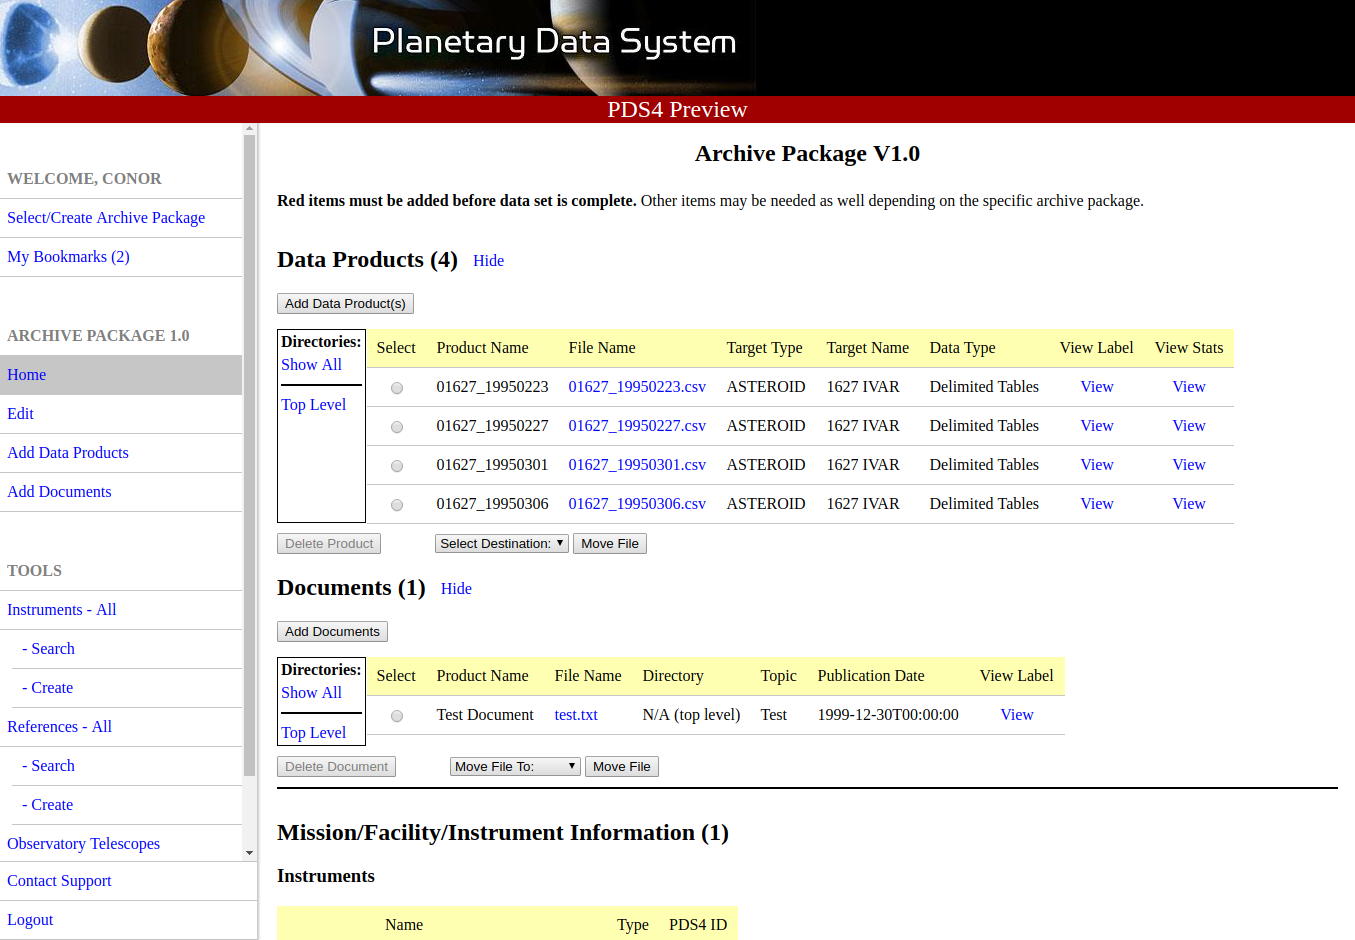 Planetary Data System
PDS4 Preview
WELCOME, CONOR
Select/Create Archive Package
My Bookmarks (2)
ARCHIVE PACKAGE 1.0
Home
Edit
Add Data Products
Add Documents
TOOLS
Instruments - All
- Search
- Create
References - All
- Search
- Create
Observatory Telescopes
Contact Support
Logout
Archive Package V1.0
Red items must be added before data set is complete. Other items may be needed as well depending on the specific archive package.
Data Products (4) Hide
Add Data Product(s)
Directories:
Show All
Top Level
Select Product Name File Name Target Type Target Name Data Type View Label View Stats
01627_19950223 01627_19950223.csv ASTEROID 1627 IVAR Delimited Tables View View
01627_19950227 01627_19950227.csv ASTEROID 1627 IVAR Delimited Tables View View
01627_19950301 01627_19950301.csv ASTEROID 1627 IVAR Delimited Tables View View
01627_19950306 01627_19950306.csv ASTEROID 1627 IVAR Delimited Tables View View
Delete Product Select Destination: Move File
Documents (1) Hide
Add Documents
Directories:
Show All
Top Level
Select Product Name File Name Directory Topic Publication Date View Label
Test Document test.txt N/A (top level) Test 1999-12-30T00:00:00 View
Delete Document Move File To: Move File
Mission/Facility/Instrument Information (1)
Instruments
Name Type PDS4 ID